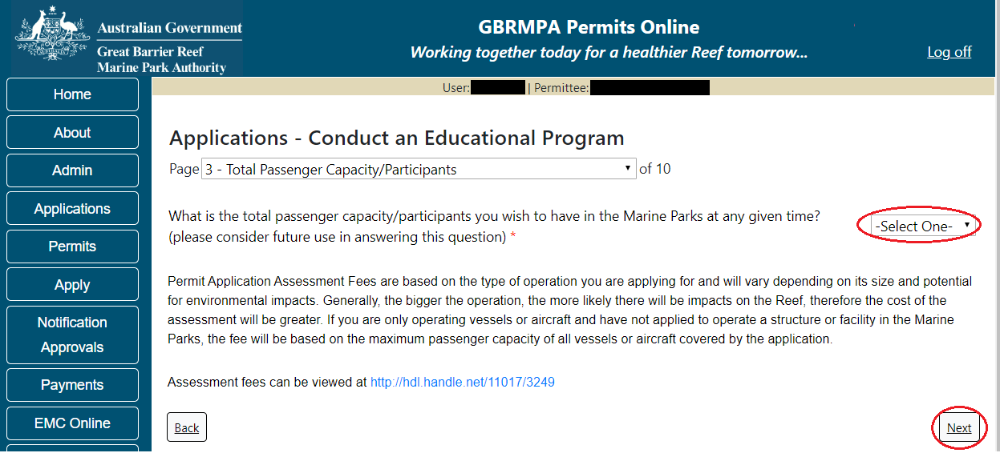 Australian Government
Great Barrier Reef
Marine Park Authority
GBRMPA Permits Online
Working together today for a healthier Reef tomorrow...
Log off
User: | Permittee:
Home
About
Admin
Applications
Permits
Apply
Notification
Approvals
Payments
EMC Online
Applications - Conduct an Educational Program
Page 3 - Total Passenger Capacity/Participants of 10
What is the total passenger capacity/participants you wish to have in the Marine Parks at any given time?
(please consider future use in answering this question) *
-Select One-
Permit Application Assessment Fees are based on the type of operation you are applying for and will vary depending on its size and potential
for environmental impacts. Generally, the bigger the operation, the more likely there will be impacts on the Reef, therefore the cost of the
assessment will be greater. If you are only operating vessels or aircraft and have not applied to operate a structure or facility in the Marine
Parks, the fee will be based on the maximum passenger capacity of all vessels or aircraft covered by the application.
Assessment fees can be viewed at http://hdl.handle.net/11017/3249
Back
Next